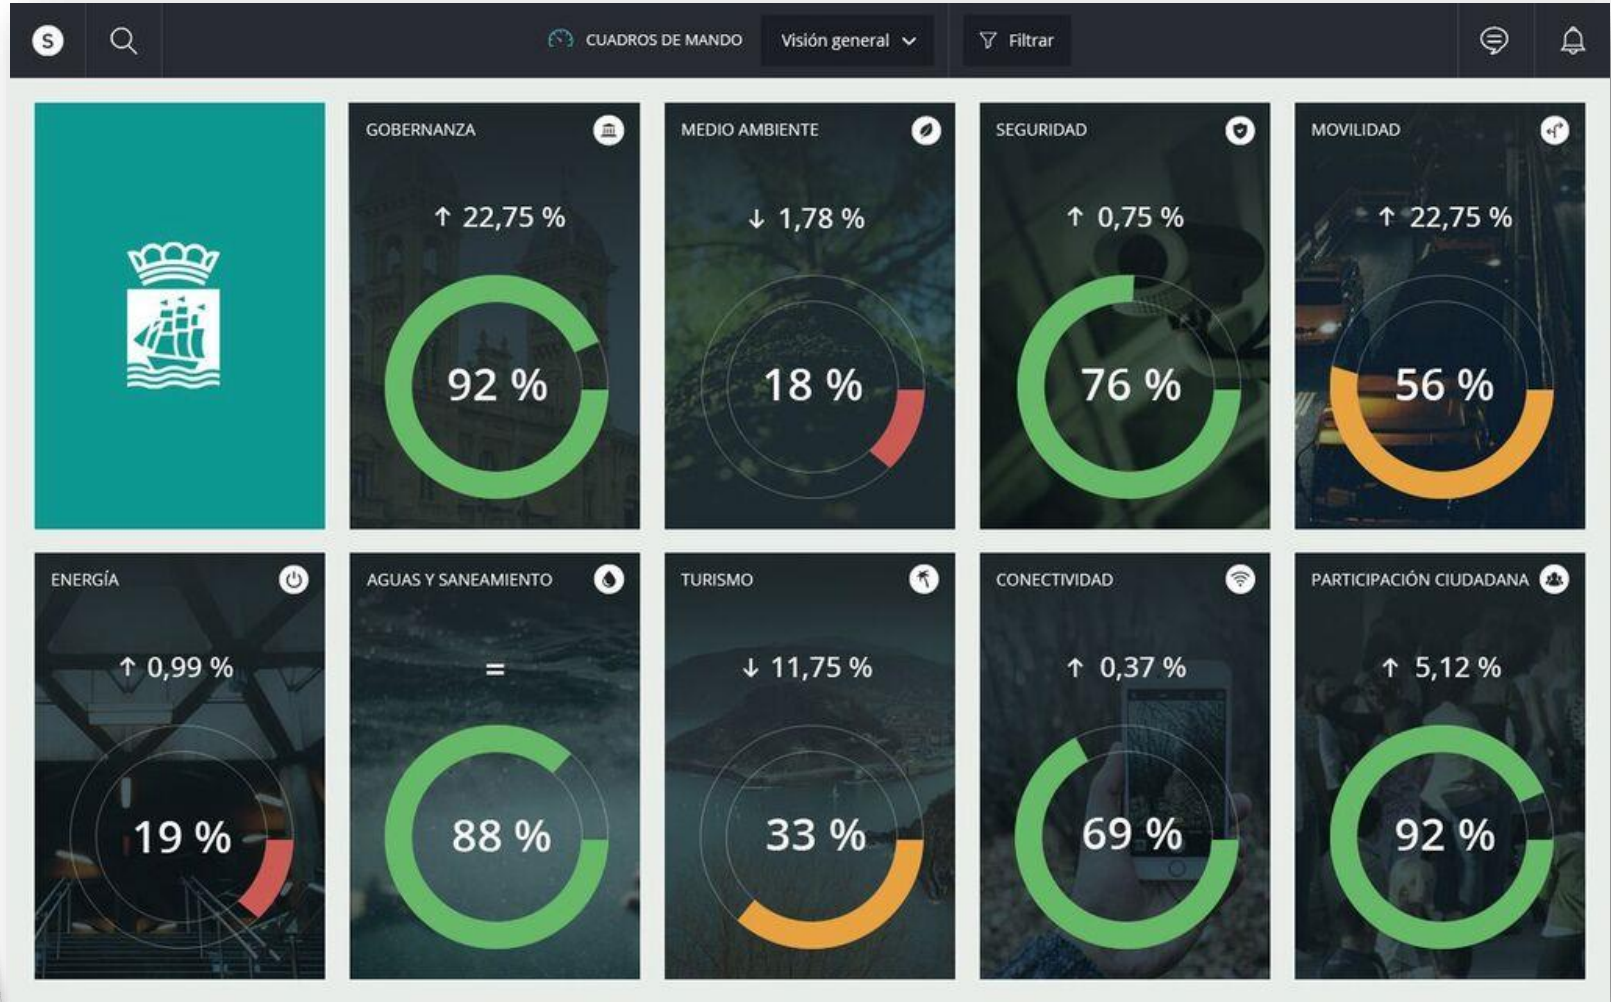 S
CUADROS DE MANDO
Visión general
Filtrar
GOBERNANZA
↑ 22,75 %
92 %
MEDIO AMBIENTE
↓ 1,78 %
18 %
SEGURIDAD
↑ 0,75 %
76 %
MOVILIDAD
↑ 22,75 %
56 %
ENERGÍA
↑ 0,99 %
19 %
AGUAS Y SANEAMIENTO
=
88 %
TURISMO
↓ 11,75 %
33 %
CONECTIVIDAD
↑ 0,37 %
69 %
PARTICIPACIÓN CIUDADANA
↑ 5,12 %
92 %